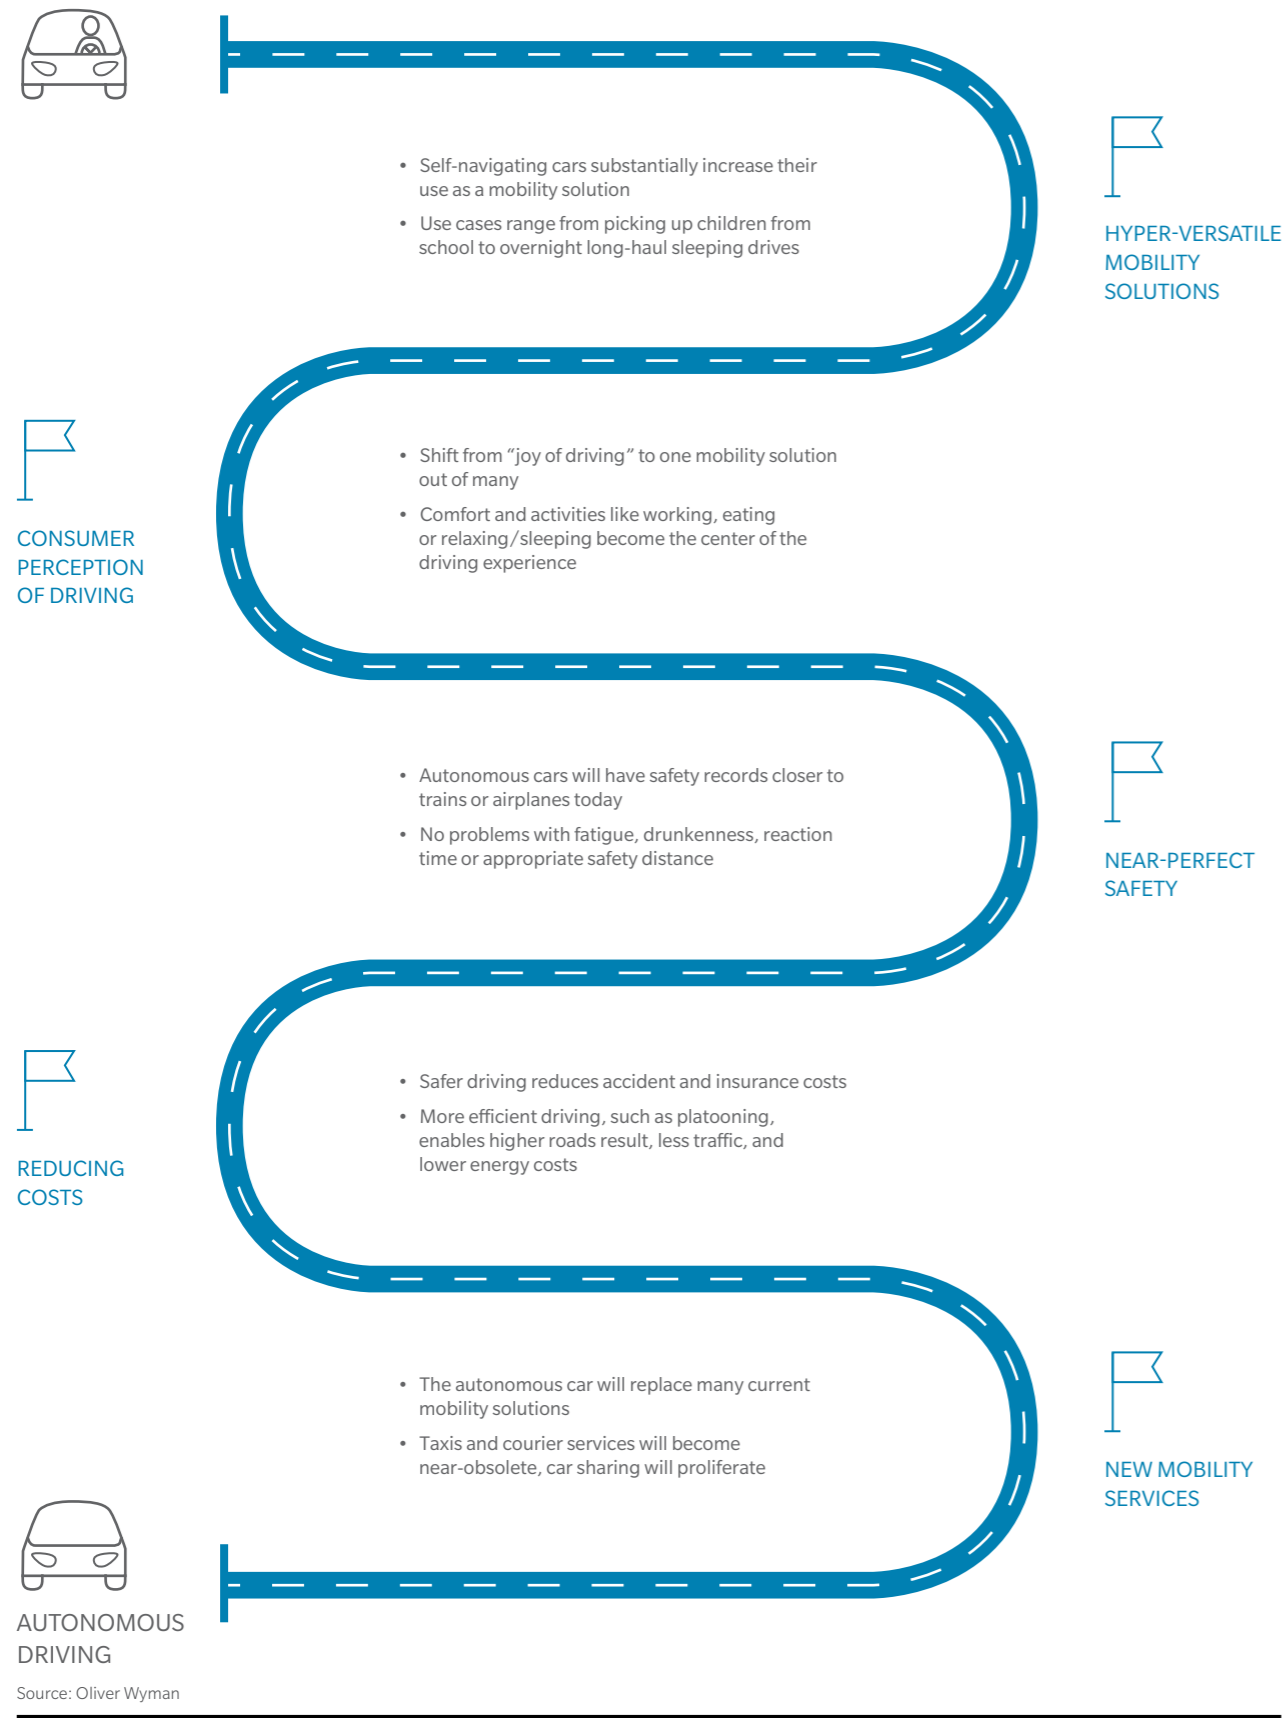 • Self-navigating cars substantially increase their
use as a mobility solution
• Use cases range from picking up children from
school to overnight long-haul sleeping drives
HYPER-VERSATILE
MOBILITY
SOLUTIONS
• Shift from “joy of driving” to one mobility solution
out of many
• Comfort and activities like working, eating
or relaxing/sleeping become the center of the
driving experience
CONSUMER
PERCEPTION
OF DRIVING
• Autonomous cars will have safety records closer to
trains or airplanes today
• No problems with fatigue, drunkenness, reaction
time or appropriate safety distance
NEAR-PERFECT
SAFETY
• Safer driving reduces accident and insurance costs
• More efficient driving, such as platooning,
enables higher roads result, less traffic, and
lower energy costs
REDUCING
COSTS
• The autonomous car will replace many current
mobility solutions
• Taxis and courier services will become
near-obsolete, car sharing will proliferate
NEW MOBILITY
SERVICES
AUTONOMOUS
DRIVING
Source: Oliver Wyman